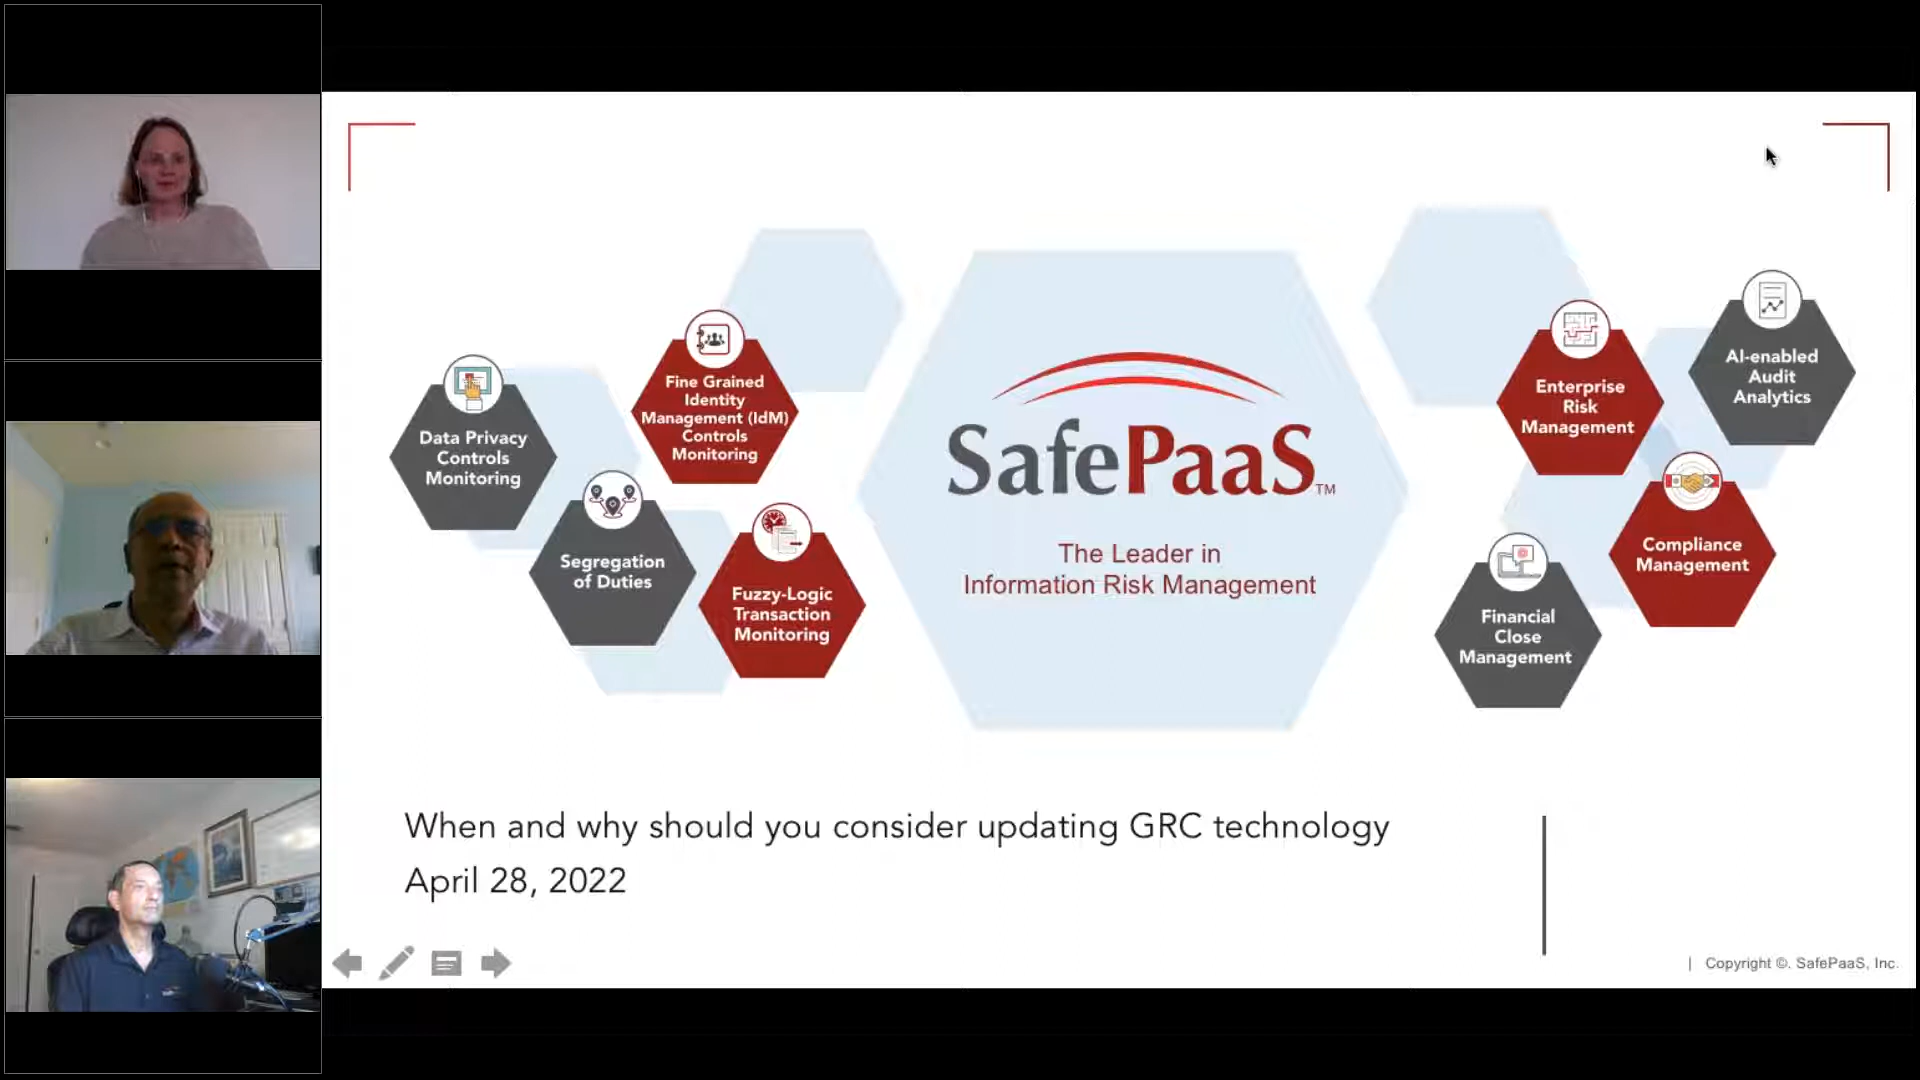 Data Privacy
Controls
Monitoring
Fine Grained
Identity
Management (IdM)
Controls
Monitoring
Segregation
of Duties
Fuzzy-Logic
Transaction
Monitoring
SafePaaS™
The Leader in
Information Risk Management
Enterprise
Risk
Management
AI-enabled
Audit
Analytics
Compliance
Management
Financial
Close
Management
When and why should you consider updating GRC technology
April 28, 2022
| Copyright ©. SafePaaS, Inc.